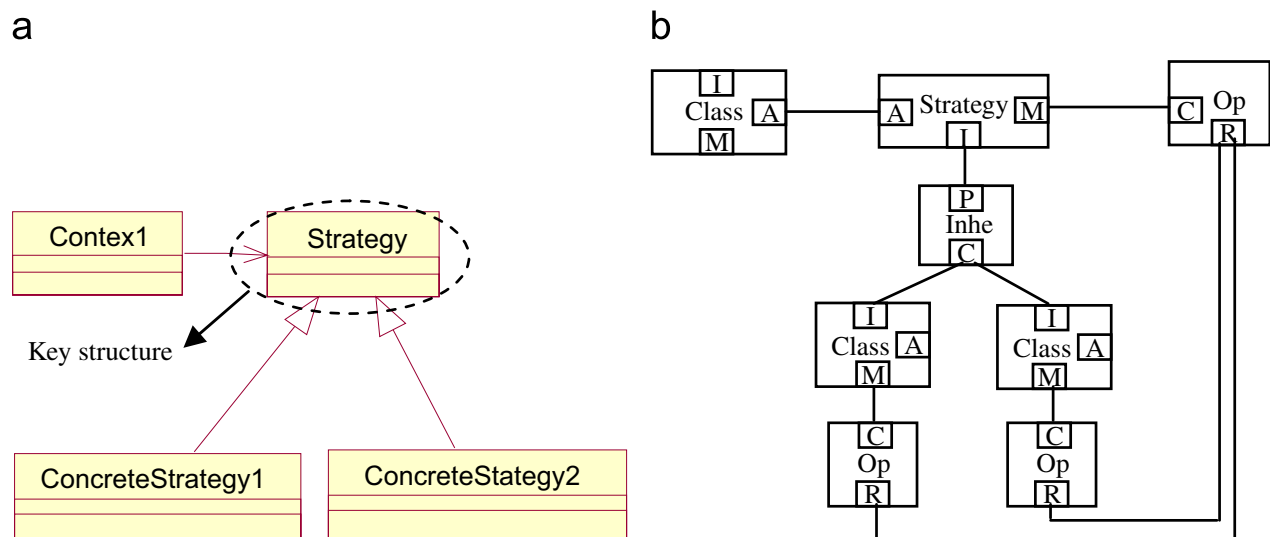 a
Contex1
Strategy
Key structure
ConcreteStrategy1
ConcreteStategy2
b
I
Class
A
M
A
Strategy
M
I
C
Op
R
P
Inhe
C
I
Class
A
M
I
Class
A
M
C
Op
R
C
Op
R